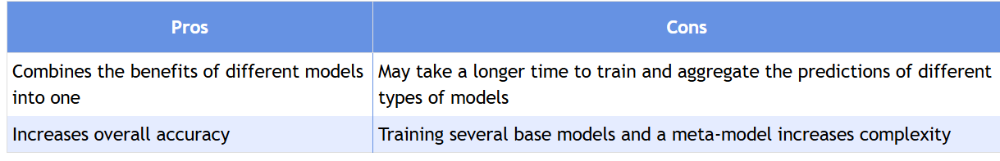 Pros
Cons
Combines the benefits of different models
into one
May take a longer time to train and aggregate the predictions of different
types of models
Increases overall accuracy
Training several base models and a meta-model increases complexity